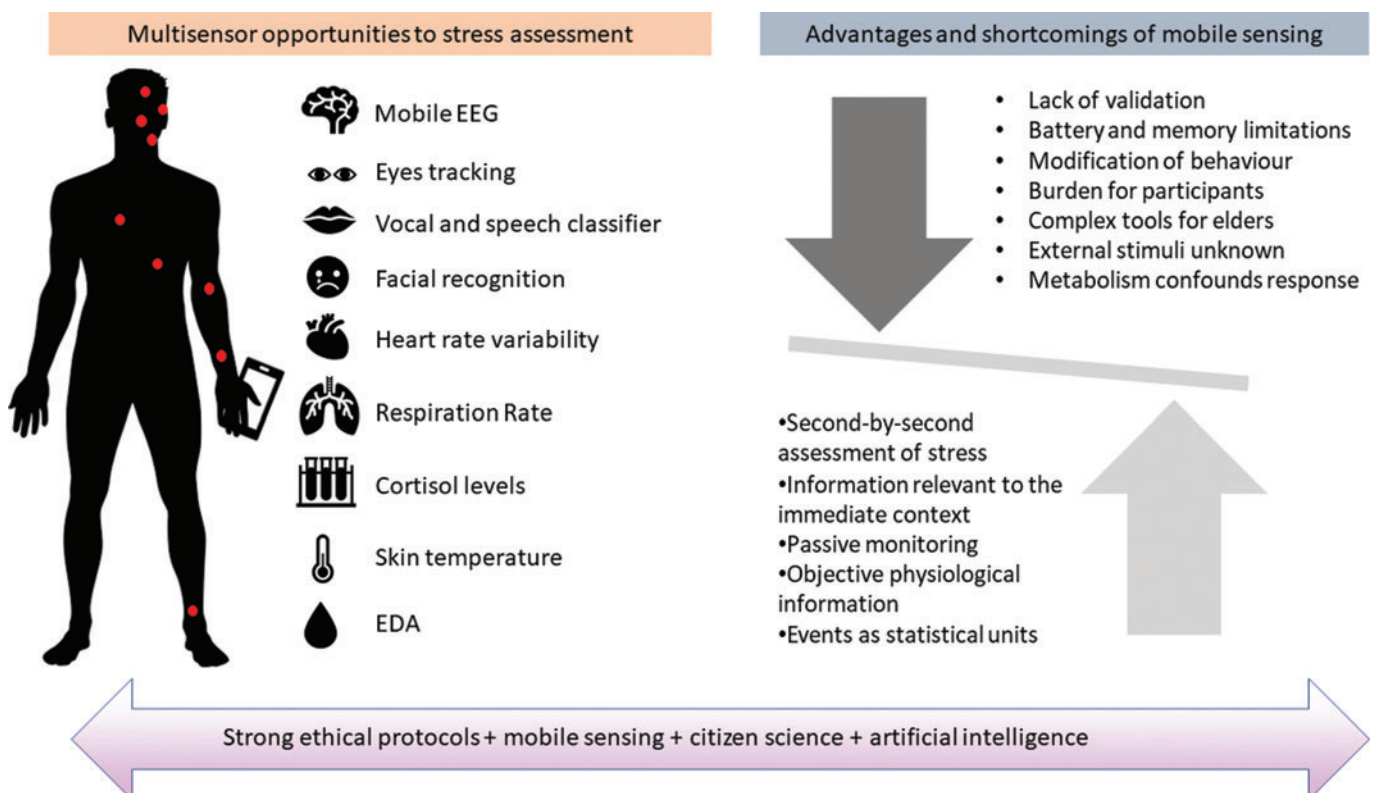 Multisensor opportunities to stress assessment
Mobile EEG
Eyes tracking
Vocal and speech classifier
Facial recognition
Heart rate variability
Respiration Rate
Cortisol levels
Skin temperature
EDA
Advantages and shortcomings of mobile sensing
• Lack of validation
• Battery and memory limitations
• Modification of behaviour
• Burden for participants
• Complex tools for elders
• External stimuli unknown
• Metabolism confounds response
•Second-by-second
assessment of stress
•Information relevant to the
immediate context
•Passive monitoring
•Objective physiological
information
•Events as statistical units
Strong ethical protocols + mobile sensing + citizen science + artificial intelligence